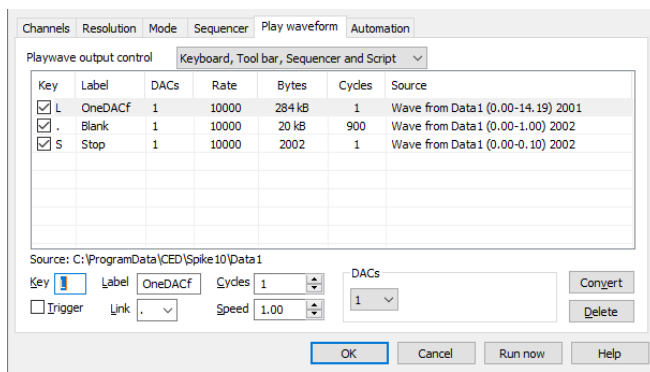 Channels Resolution Mode Sequencer Play waveform Automation
Playwave output control Keyboard, Tool bar, Sequencer and Script
Key Label DACs Rate Bytes Cycles Source
L OneDACf 1 10000 284 kB 1 Wave from Data1 (0.00-14.19) 2001
. Blank 1 10000 20 kB 900 Wave from Data1 (0.00-1.00) 2002
S Stop 1 10000 2002 1 Wave from Data1 (0.00-0.10) 2002
Source: C:\ProgramData\CED\Spike10\Data1
Key L Label OneDACf Cycles 1 DACs Convert
Trigger Link . Speed 1.00 1 Delete
OK Cancel Run now Help